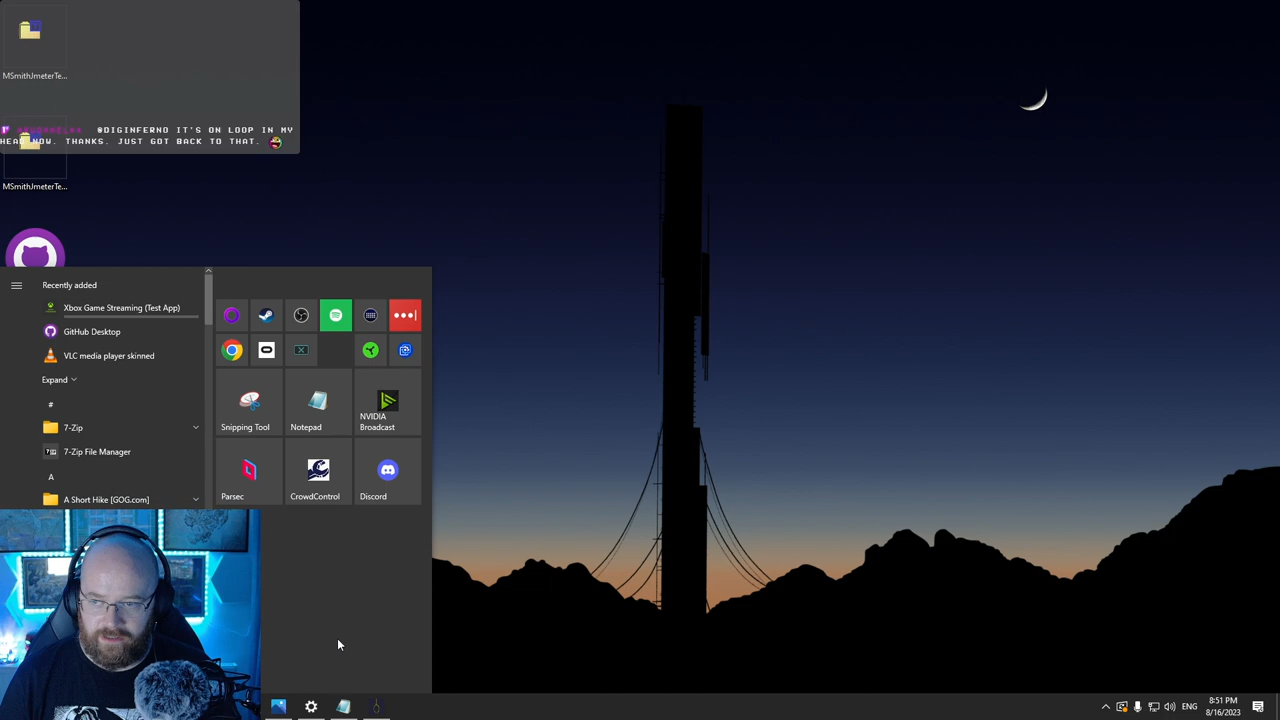 MSmithJmeterTe...
@DIGINFERNO IT'S ON LOOP IN MY
HEAD NOW. THANKS. JUST GOT BACK TO THAT.
MSmithJmeterTe...
Recently added
Xbox Game Streaming (Test App)
GitHub Desktop
VLC media player skinned
Expand
#
7-Zip
7-Zip File Manager
A
A Short Hike [GOG.com]
Snipping Tool
Notepad
NVIDIA
Broadcast
Parsec
CrowdControl
Discord
ENG
8:51 PM
8/16/2023